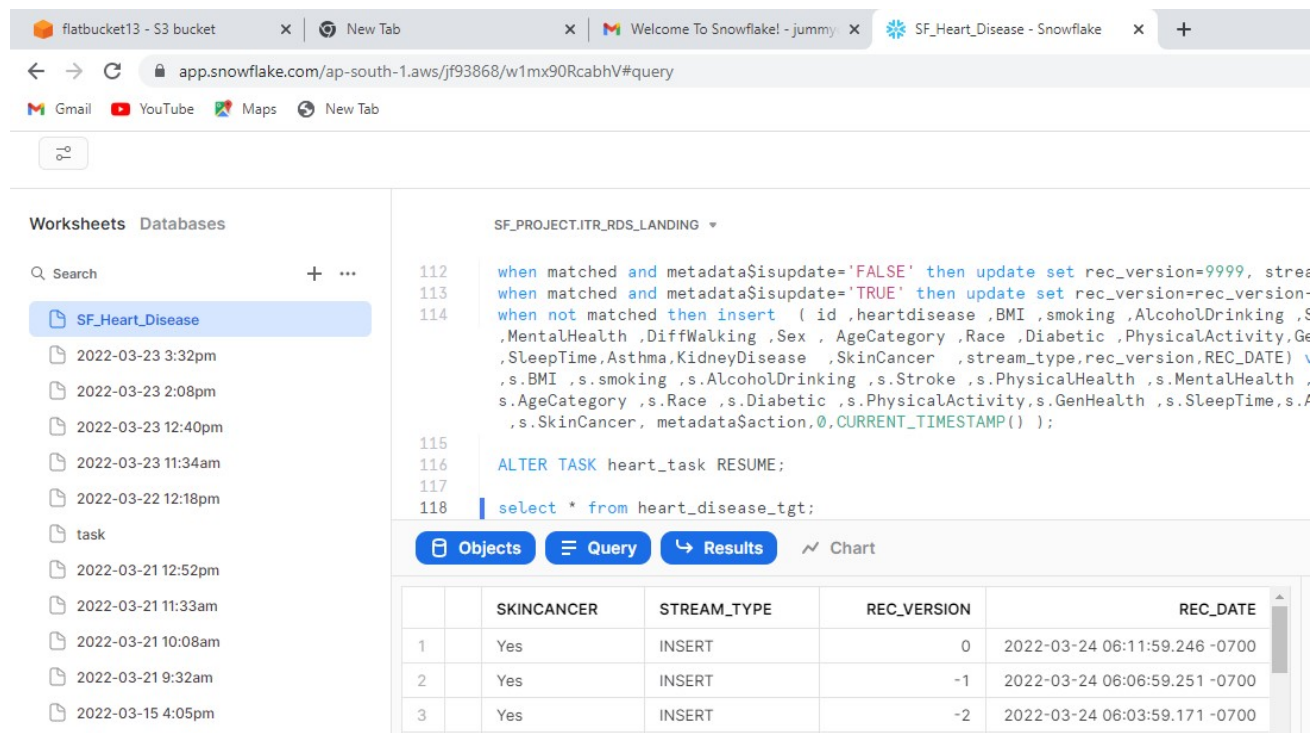 flatbucket13 - S3 bucket
New Tab
Welcome To Snowflake! - jummy
SF_Heart_Disease - Snowflake
app.snowflake.com/ap-south-1.aws/jf93868/w1mx90RcabhV#query
Gmail YouTube Maps New Tab
Worksheets Databases
Search
SF_Heart_Disease
2022-03-23 3:32pm
2022-03-23 2:08pm
2022-03-23 12:40pm
2022-03-23 11:34am
2022-03-22 12:18pm
task
2022-03-21 12:52pm
2022-03-21 11:33am
2022-03-21 10:08am
2022-03-21 9:32am
2022-03-15 4:05pm
SF_PROJECT.ITR_RDS_LANDING
112 when matched and metadata$isupdate='FALSE' then update set rec_version=9999, strea
113 when matched and metadata$isupdate='TRUE' then update set rec_version=rec_version-
114 when not matched then insert ( id ,heartdisease ,BMI ,smoking ,AlcoholDrinking ,S
,MentalHealth ,DiffWalking ,Sex , AgeCategory ,Race ,Diabetic ,PhysicalActivity,Ge
,SleepTime,Asthma,KidneyDisease ,SkinCancer ,stream_type,rec_version,REC_DATE) v
,s.BMI ,s.smoking ,s.AlcoholDrinking ,s.Stroke ,s.PhysicalHealth ,s.MentalHealth ,
s.AgeCategory ,s.Race ,s.Diabetic ,s.PhysicalActivity,s.GenHealth ,s.SleepTime,s.A
,s.SkinCancer, metadata$action,0,CURRENT_TIMESTAMP() );
115
116 ALTER TASK heart_task RESUME;
117
118 select * from heart_disease_tgt;
Objects Query Results Chart
SKINCANCER STREAM_TYPE REC_VERSION REC_DATE
1 Yes INSERT 0 2022-03-24 06:11:59.246 -0700
2 Yes INSERT -1 2022-03-24 06:06:59.251 -0700
3 Yes INSERT -2 2022-03-24 06:03:59.171 -0700